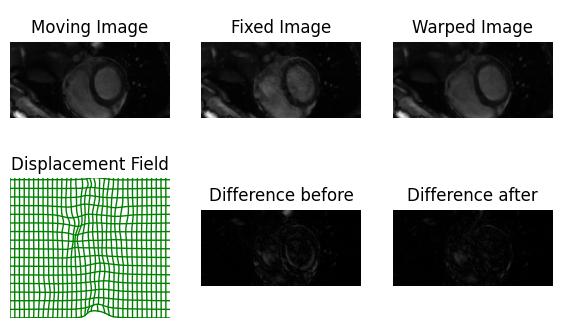 Moving Image
Fixed Image
Warped Image
Displacement Field
Difference before
Difference after